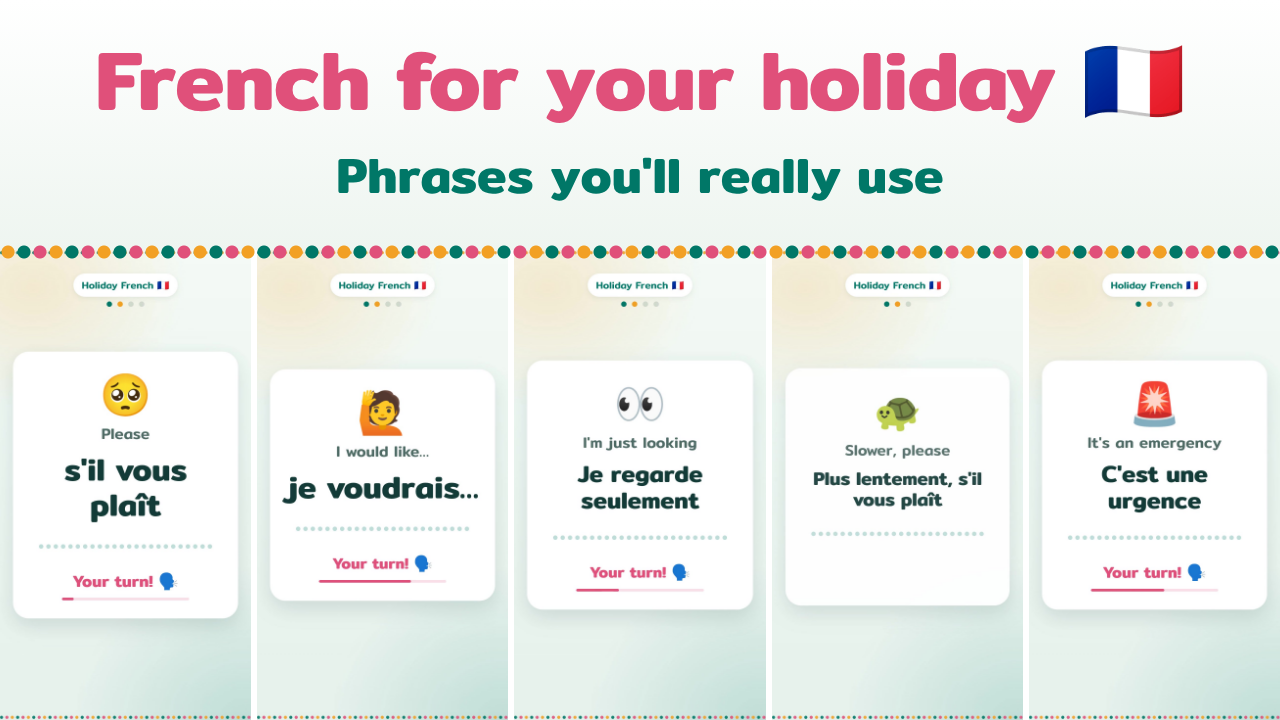 French for your holiday
Phrases you'll really use
Holiday French
Please
s'il vous
plaît
Your turn!
Holiday French
I would like...
je voudrais...
Your turn!
Holiday French
I'm just looking
Je regarde
seulement
Your turn!
Holiday French
Slower, please
Plus lentement, s'il
vous plaît
Holiday French
It's an emergency
C'est une
urgence
Your turn!